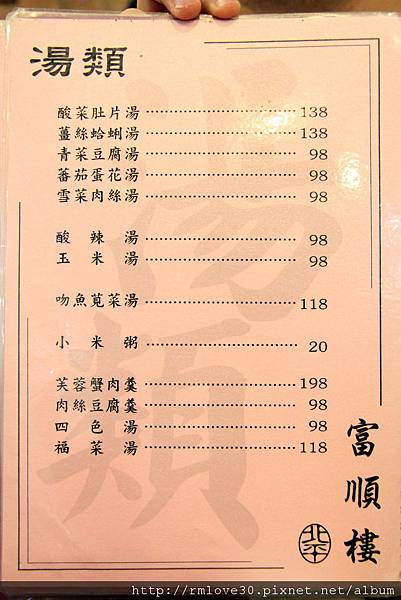 湯類
酸菜肚片湯 138
薑絲蛤蜊湯 138
青菜豆腐湯 98
蕃茄蛋花湯 98
雪菜肉絲湯 98
酸辣湯 98
玉米湯 98
吻魚莧菜湯 118
小米粥 20
芙蓉蟹肉羹 198
肉絲豆腐羹 98
四色湯 98
福菜湯 118
富順樓
北平
湯類
http://rmlove30.pixnet.net/album